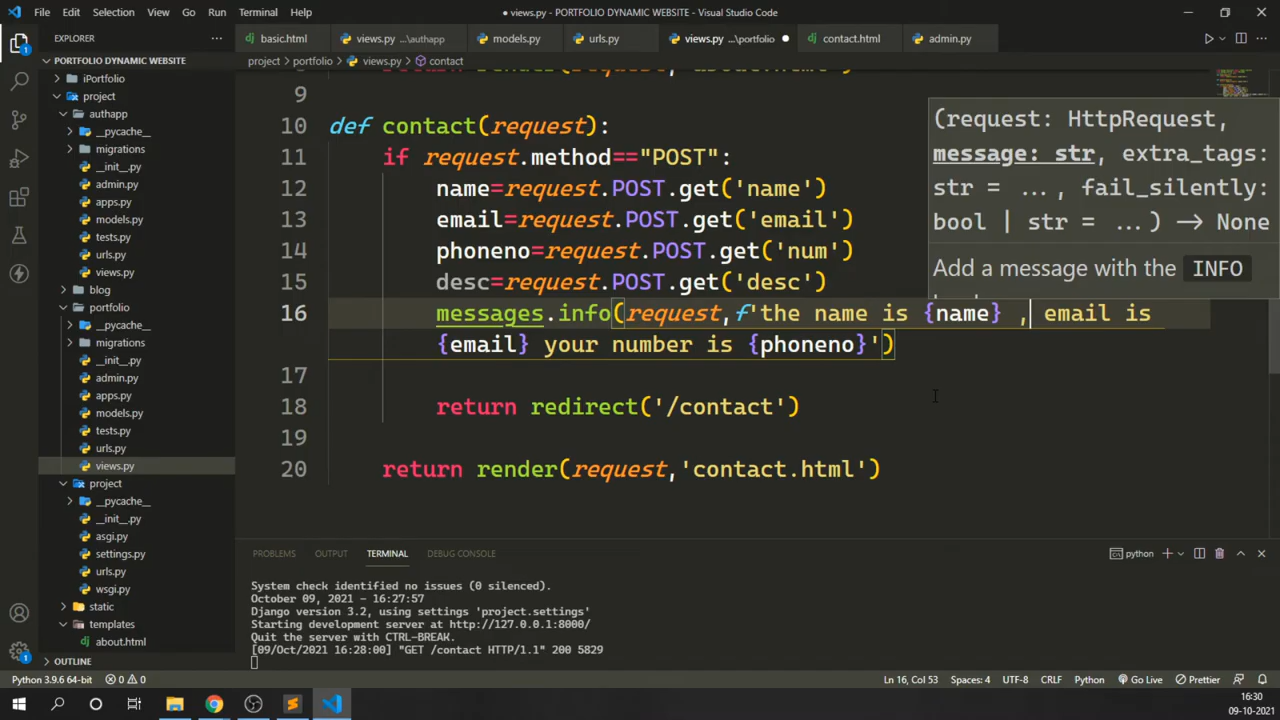 File Edit Selection View Go Run Terminal Help
● views.py - PORTFOLIO DYNAMIC WEBSITE - Visual Studio Code
EXPLORER
basic.html
views.py ...\authapp
models.py
urls.py
views.py ...\portfolio ●
contact.html
admin.py
PORTFOLIO DYNAMIC WEBSITE
project > portfolio > views.py > contact
iPortfolio
project
authapp
__pycache__
migrations
__init__.py
admin.py
apps.py
models.py
tests.py
urls.py
views.py
blog
portfolio
__pycache__
migrations
__init__.py
admin.py
apps.py
models.py
tests.py
urls.py
views.py
project
__pycache__
__init__.py
asgi.py
settings.py
urls.py
wsgi.py
static
templates
about.html
OUTLINE
9
10 def contact(request):
11 if request.method=="POST":
12 name=request.POST.get('name')
13 email=request.POST.get('email')
14 phoneno=request.POST.get('num')
15 desc=request.POST.get('desc')
16 messages.info(request,f'the name is {name} , email is
{email} your number is {phoneno}')
17
18 return redirect('/contact')
19
20 return render(request,'contact.html')
(request: HttpRequest,
message: str, extra_tags:
str = ..., fail_silently:
bool | str = ...) -> None
Add a message with the INFO
PROBLEMS OUTPUT TERMINAL DEBUG CONSOLE
python
System check identified no issues (0 silenced).
October 09, 2021 - 16:27:57
Django version 3.2, using settings 'project.settings'
Starting development server at http://127.0.0.1:8000/
Quit the server with CTRL-BREAK.
[09/Oct/2021 16:28:00] "GET /contact HTTP/1.1" 200 5829
Python 3.9.6 64-bit 0 0 Ln 16, Col 53 Spaces: 4 UTF-8 CRLF Python Go Live Prettier
16:30
09-10-2021